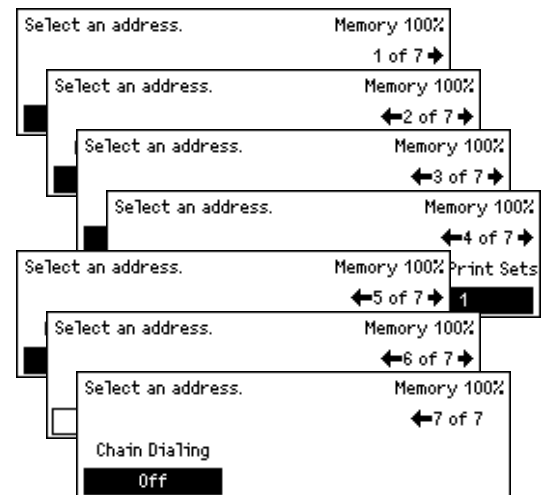 Select an address. Memory 100%
1 of 7
Select an address. Memory 100%
2 of 7
Select an address. Memory 100%
3 of 7
Select an address. Memory 100%
4 of 7
Print Sets
1
Select an address. Memory 100%
5 of 7
Select an address. Memory 100%
6 of 7
Select an address. Memory 100%
7 of 7
Chain Dialing
Off